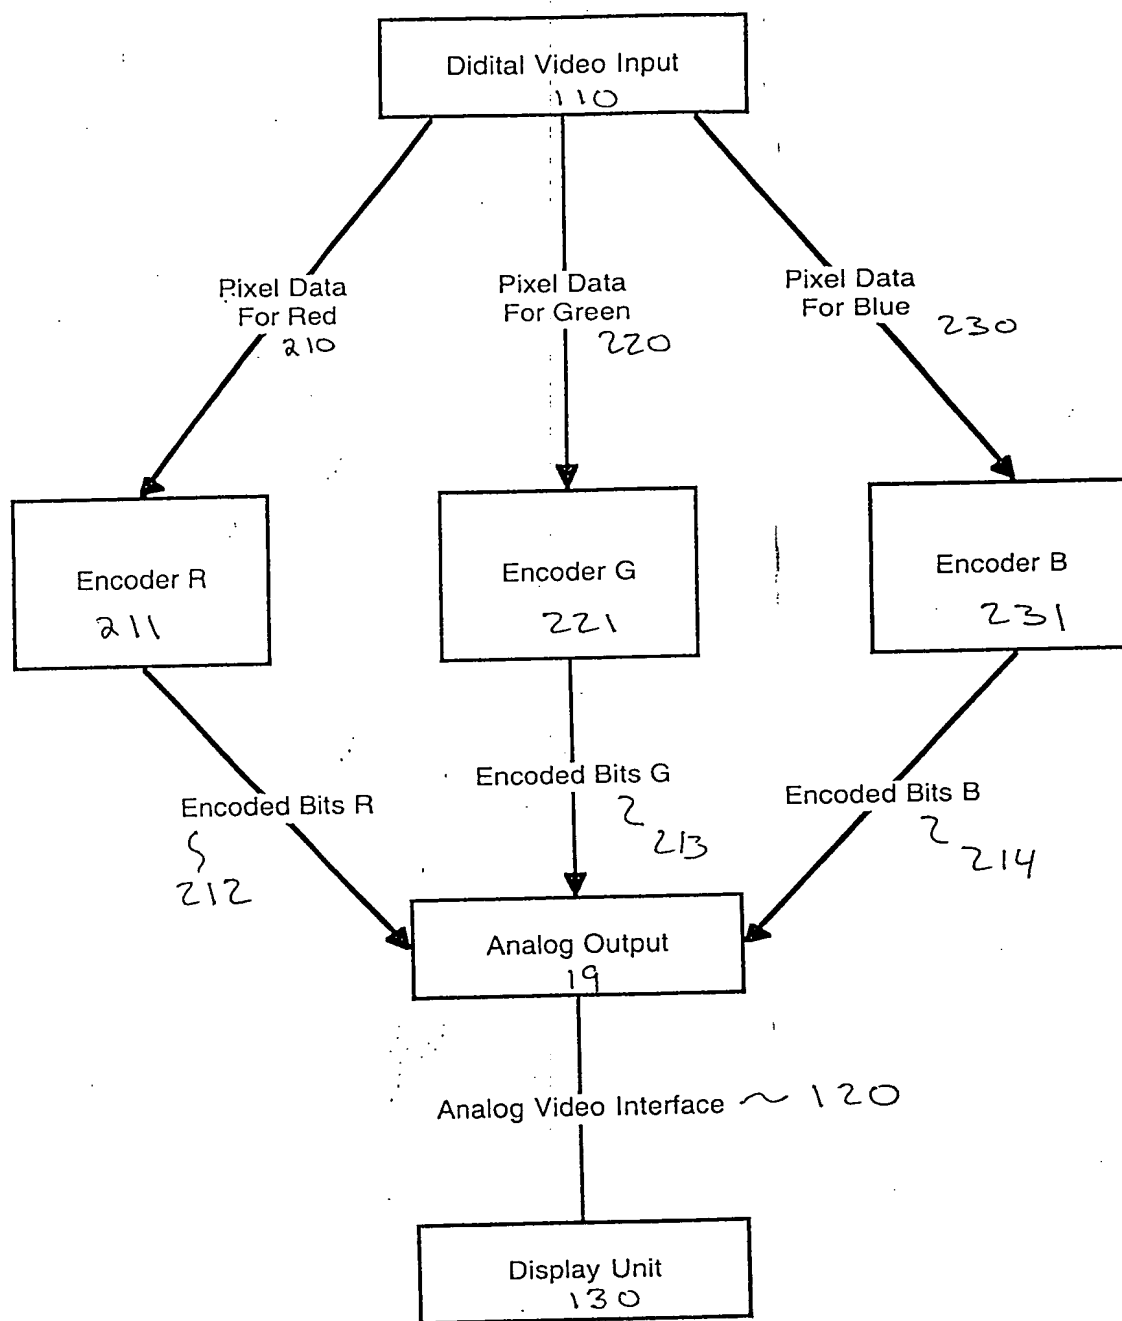 Didital Video Input
110
Pixel Data
For Red
210
Pixel Data
For Green
220
Pixel Data
For Blue
230
Encoder R
211
Encoder G
221
Encoder B
231
Encoded Bits R
212
Encoded Bits G
213
Encoded Bits B
214
Analog Output
19
Analog Video Interface ~ 120
Display Unit
130